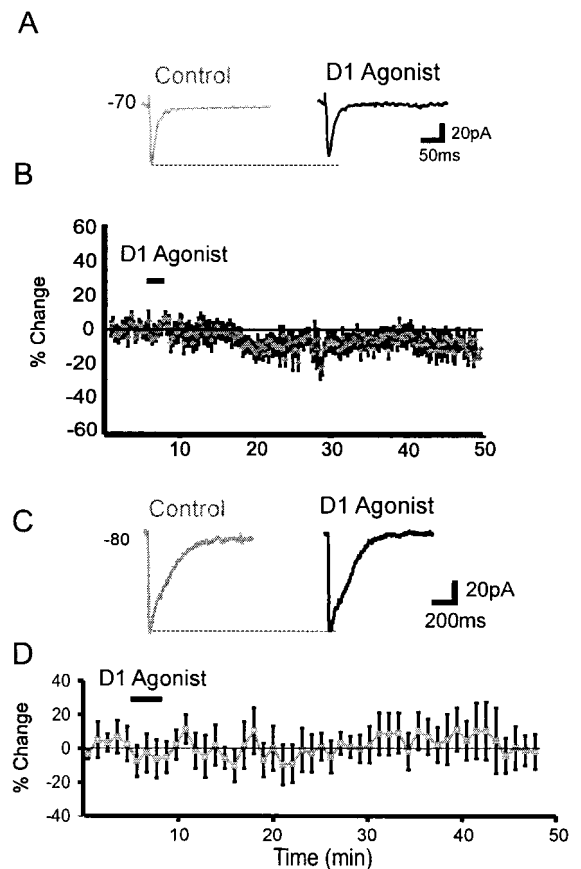 A
Control
D1 Agonist
-70
20pA
50ms
B
60
40
20
0
-20
-40
-60
% Change
D1 Agonist
10 20 30 40 50
C
Control
D1 Agonist
-80
20pA
200ms
D
40
20
0
-20
-40
% Change
D1 Agonist
10 20 30 40 50
Time (min)